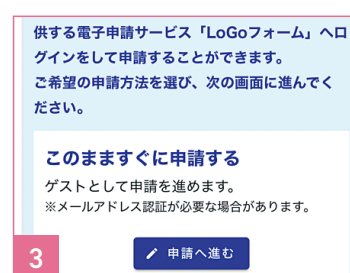 供する電子申請サービス「LoGoフォーム」へロ
グインをして申請することができます。
ご希望の申請方法を選び、次の画面に進んでく
ださい。
このまますぐに申請する
ゲストとして申請を進めます。
※メールアドレス認証が必要な場合があります。
申請へ進む
3